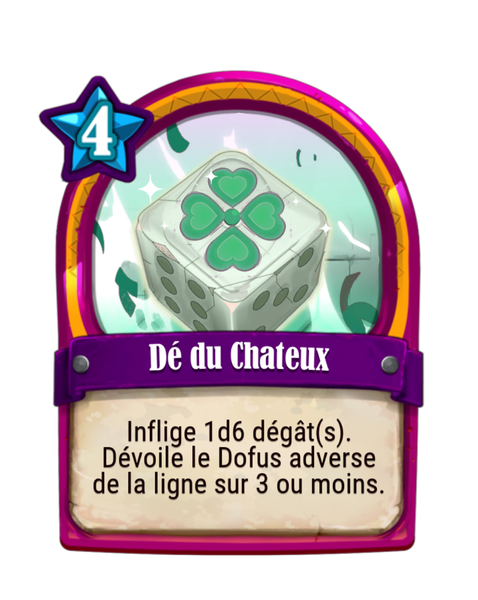 4
Dé du Chateux
Inflige 1d6 dégât(s).
Dévoile le Dofus adverse
de la ligne sur 3 ou moins.